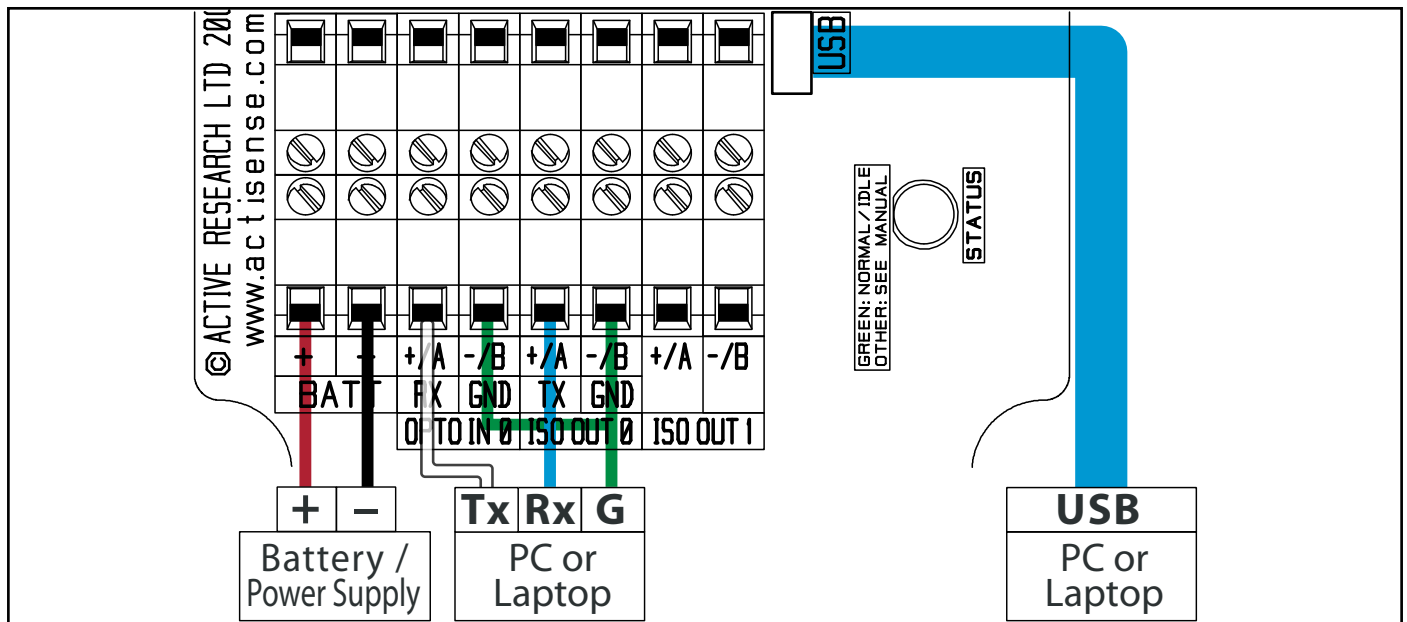 © ACTIVE RESEARCH LTD 200
www.actisense.com
USB
GREEN: NORMAL/IDLE
OTHER: SEE MANUAL
STATUS
+ - +/A -/B +/A -/B +/A -/B
BATT RX GND TX GND
OPTO IN 0 ISO OUT 0 ISO OUT 1
+ –
Battery /
Power Supply
Tx Rx G
PC or
Laptop
USB
PC or
Laptop